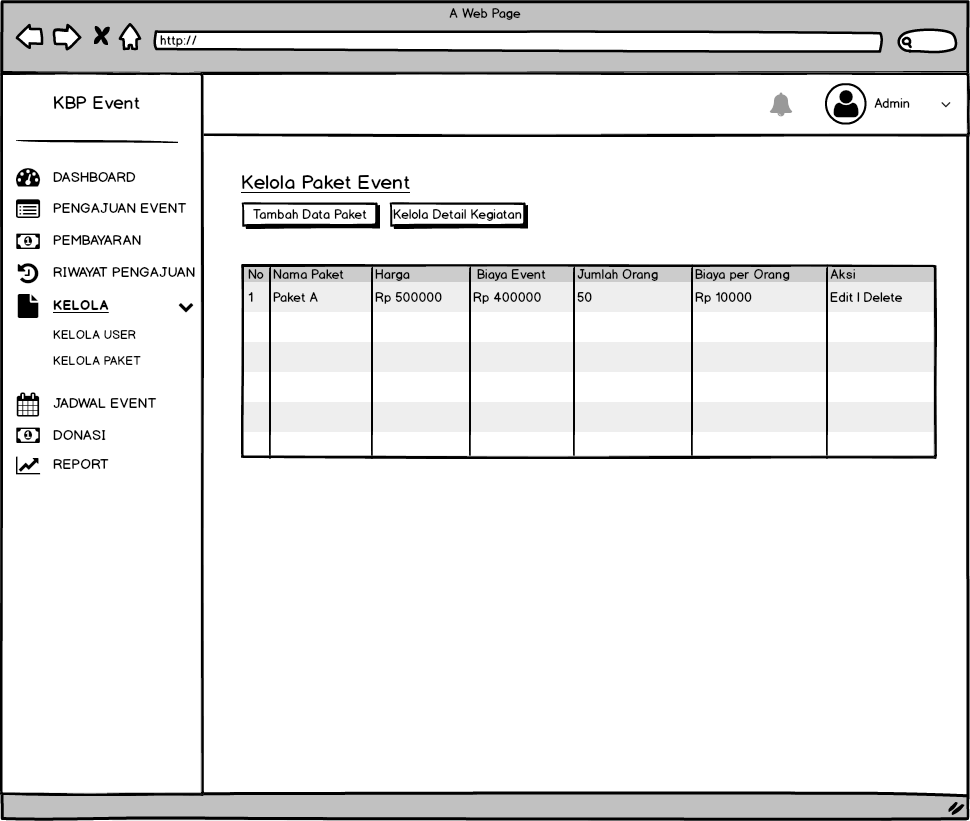 A Web Page
http://
KBP Event
Admin
DASHBOARD
PENGAJUAN EVENT
PEMBAYARAN
RIWAYAT PENGAJUAN
KELOLA
KELOLA USER
KELOLA PAKET
JADWAL EVENT
DONASI
REPORT
Kelola Paket Event
Tambah Data Paket Kelola Detail Kegiatan
No Nama Paket Harga Biaya Event Jumlah Orang Biaya per Orang Aksi
1 Paket A Rp 500000 Rp 400000 50 Rp 10000 Edit | Delete